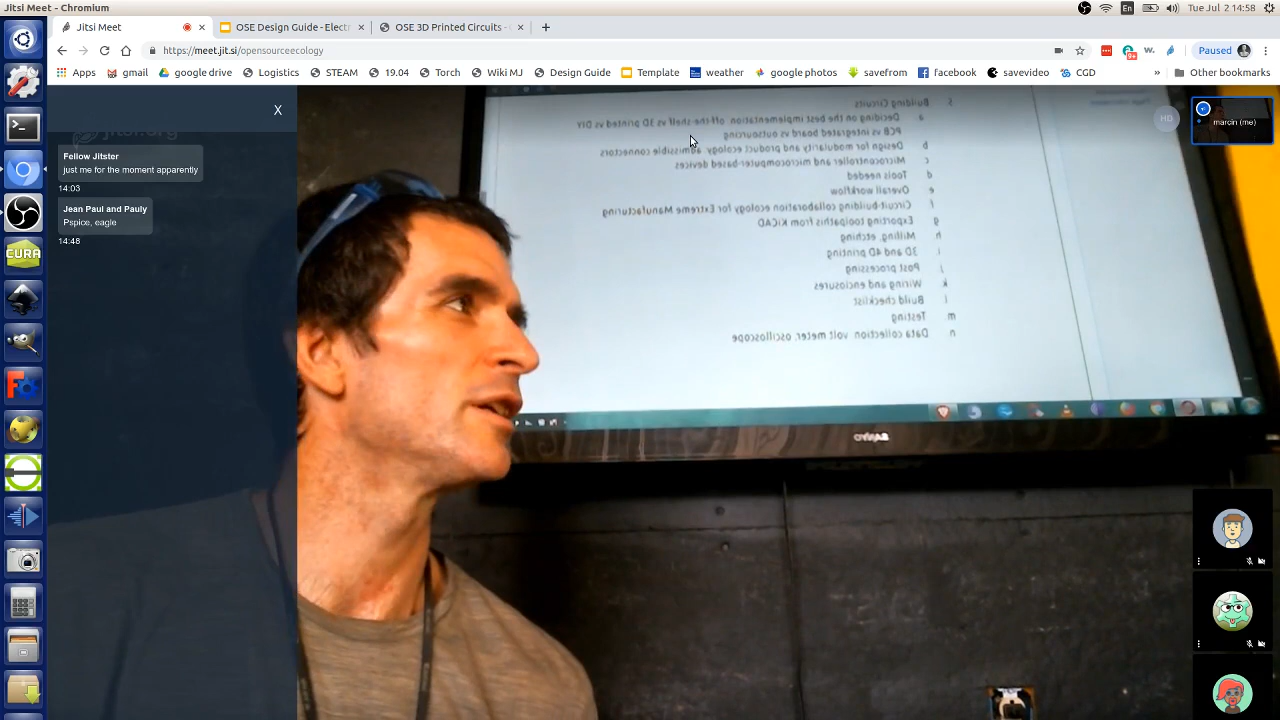 Jitsi Meet - Chromium
En
Tue Jul 2 14:58
Jitsi Meet
OSE Design Guide - Elect
OSE 3D Printed Circuits -
https://meet.jit.si/opensourceecology
Paused
Apps
gmail
google drive
Logistics
STEAM
19.04
Torch
Wiki MJ
Design Guide
Template
weather
google photos
savefrom
facebook
savevideo
CGD
»
Other bookmarks
X
jitsi.org
Fellow Jitster
just me for the moment apparently
14:03
Jean Paul and Pauly
Pspice, eagle
14:48
CURA
HD
marcin (me)
5 Building Circuits
a Deciding on the best implementation off the shelf vs 3D printed vs DIY
PCB vs integrated board vs outsourcing
b Design for modularity and product ecology, admissible connectors
c Microcontroller and microcomputer-based devices
d Tools needed
e Overall workflow
f Circuit-building collaboration ecology for Extreme Manufacturing
g Exporting toolpaths from KiCAD
h Milling, etching
i 3D and 4D printing
j Post processing
k Wiring and enclosures
l Build checklist
m Testing
n Data collection volt meter, oscilloscope
SANYO